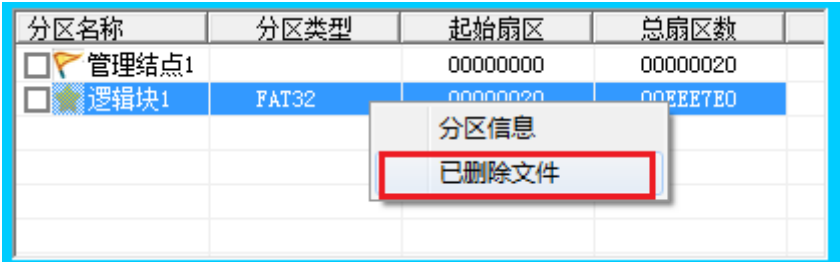 分区名称 分区类型 起始扇区 总扇区数
管理结点1 00000000 00000020
逻辑块1 FAT32 00000020 00EEE7E0
分区信息
已删除文件